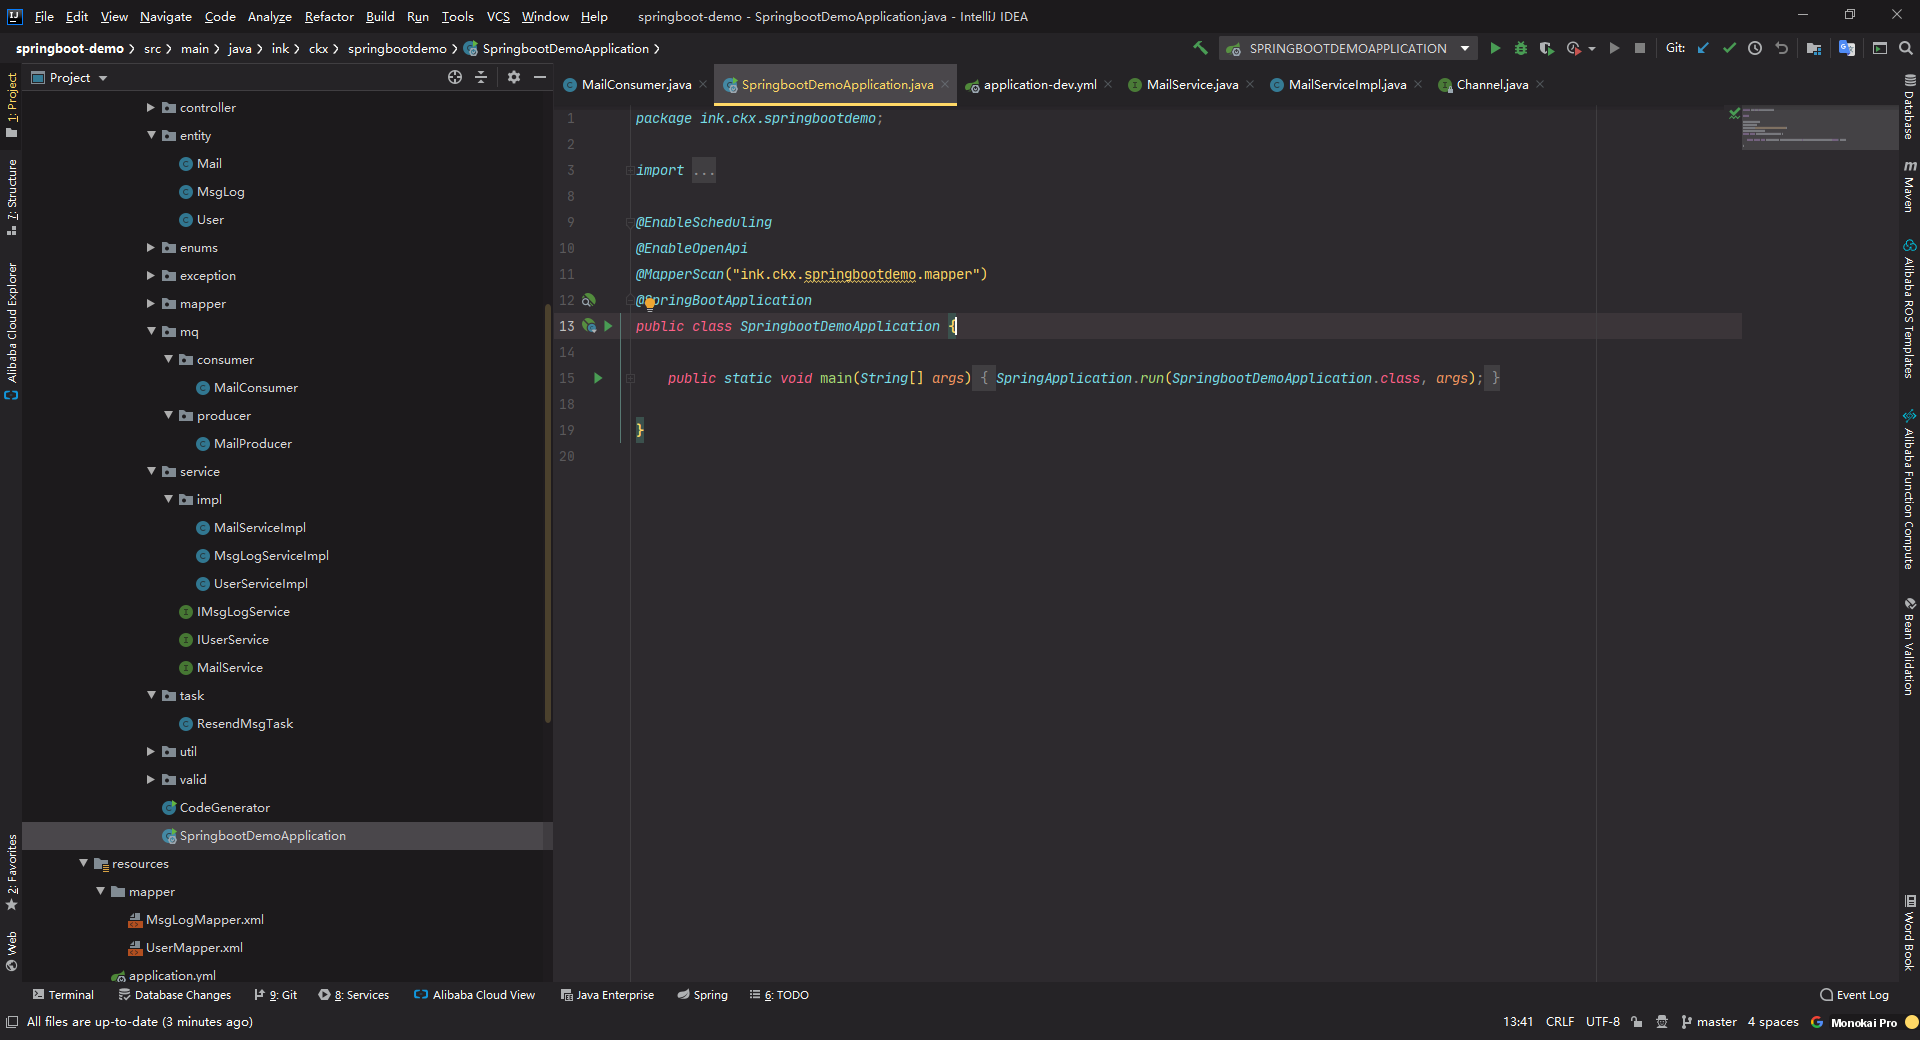 File Edit View Navigate Code Analyze Refactor Build Run Tools VCS Window Help springboot-demo - SpringbootDemoApplication.java - IntelliJ IDEA
springboot-demo src main java ink ckx springbootdemo SpringbootDemoApplication
SPRINGBOOTDEMOAPPLICATION Git:
Project
MailConsumer.java SpringbootDemoApplication.java application-dev.yml MailService.java MailServiceImpl.java Channel.java
1: Project
7: Structure
Alibaba Cloud Explorer
2: Favorites
Web
controller
entity
Mail
MsgLog
User
enums
exception
mapper
mq
consumer
MailConsumer
producer
MailProducer
service
impl
MailServiceImpl
MsgLogServiceImpl
UserServiceImpl
IMsgLogService
IUserService
MailService
task
ResendMsgTask
util
valid
CodeGenerator
SpringbootDemoApplication
resources
mapper
MsgLogMapper.xml
UserMapper.xml
application.yml
1 package ink.ckx.springbootdemo;
2
3 import ...
8
9 @EnableScheduling
10 @EnableOpenApi
11 @MapperScan("ink.ckx.springbootdemo.mapper")
12 @SpringBootApplication
13 public class SpringbootDemoApplication {
14
15 public static void main(String[] args) { SpringApplication.run(SpringbootDemoApplication.class, args); }
18
19 }
20
Database
Maven
Alibaba ROS Templates
Alibaba Function Compute
Bean Validation
Word Book
Terminal Database Changes 9: Git 8: Services Alibaba Cloud View Java Enterprise Spring 6: TODO Event Log
All files are up-to-date (3 minutes ago) 13:41 CRLF UTF-8 master 4 spaces Monokai Pro